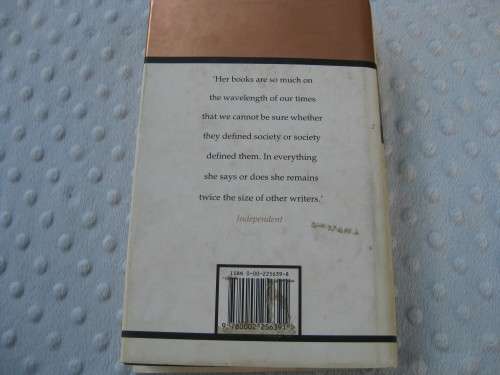 'Her books are so much on
the wavelength of our times
that we cannot be sure whether
they defined society or society
defined them. In everything
she says or does she remains
twice the size of other writers.'
Independent
ISBN 0-00-225639-8
9 780002 256391